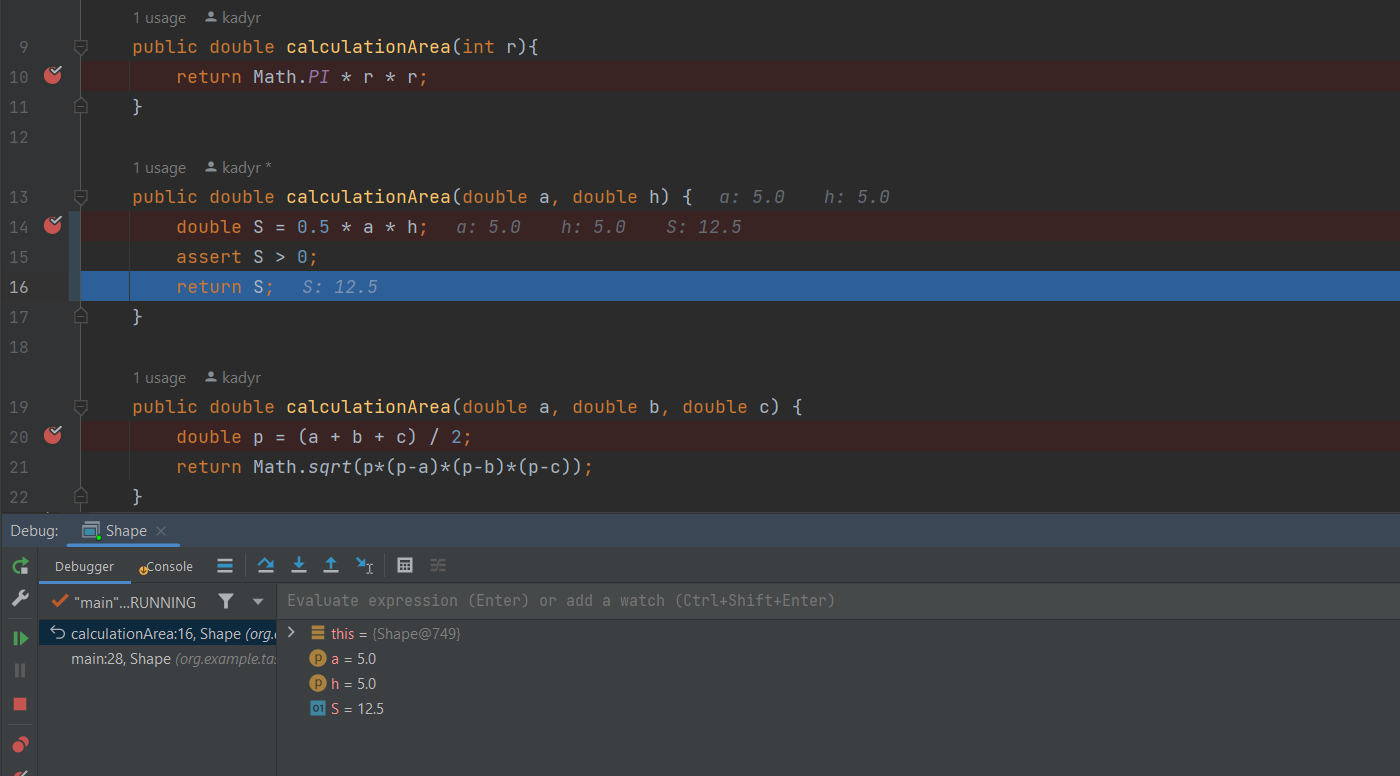 1 usage kadyr
9 public double calculationArea(int r){
10 return Math.PI * r * r;
11 }
12
1 usage kadyr *
13 public double calculationArea(double a, double h) { a: 5.0 h: 5.0
14 double S = 0.5 * a * h; a: 5.0 h: 5.0 S: 12.5
15 assert S > 0;
16 return S; S: 12.5
17 }
18
1 usage kadyr
19 public double calculationArea(double a, double b, double c) {
20 double p = (a + b + c) / 2;
21 return Math.sqrt(p*(p-a)*(p-b)*(p-c));
22 }
Debug: Shape
Debugger Console
"main"...RUNNING
Evaluate expression (Enter) or add a watch (Ctrl+Shift+Enter)
calculationArea:16, Shape (org.
this = {Shape@749}
main:28, Shape (org.example.ta
p a = 5.0
p h = 5.0
01 S = 12.5